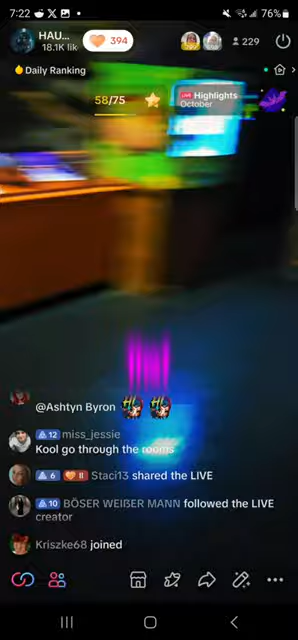 7:22
76%
HAU...
18.1K lik
394
229
Daily Ranking
58/75
LIVE Highlights
October
@Ashtyn Byron
12 miss_jessie
Kool go through the rooms
6 II Staci13 shared the LIVE
10 BÖSER WEIßER MANN followed the LIVE
creator
Kriszke68 joined